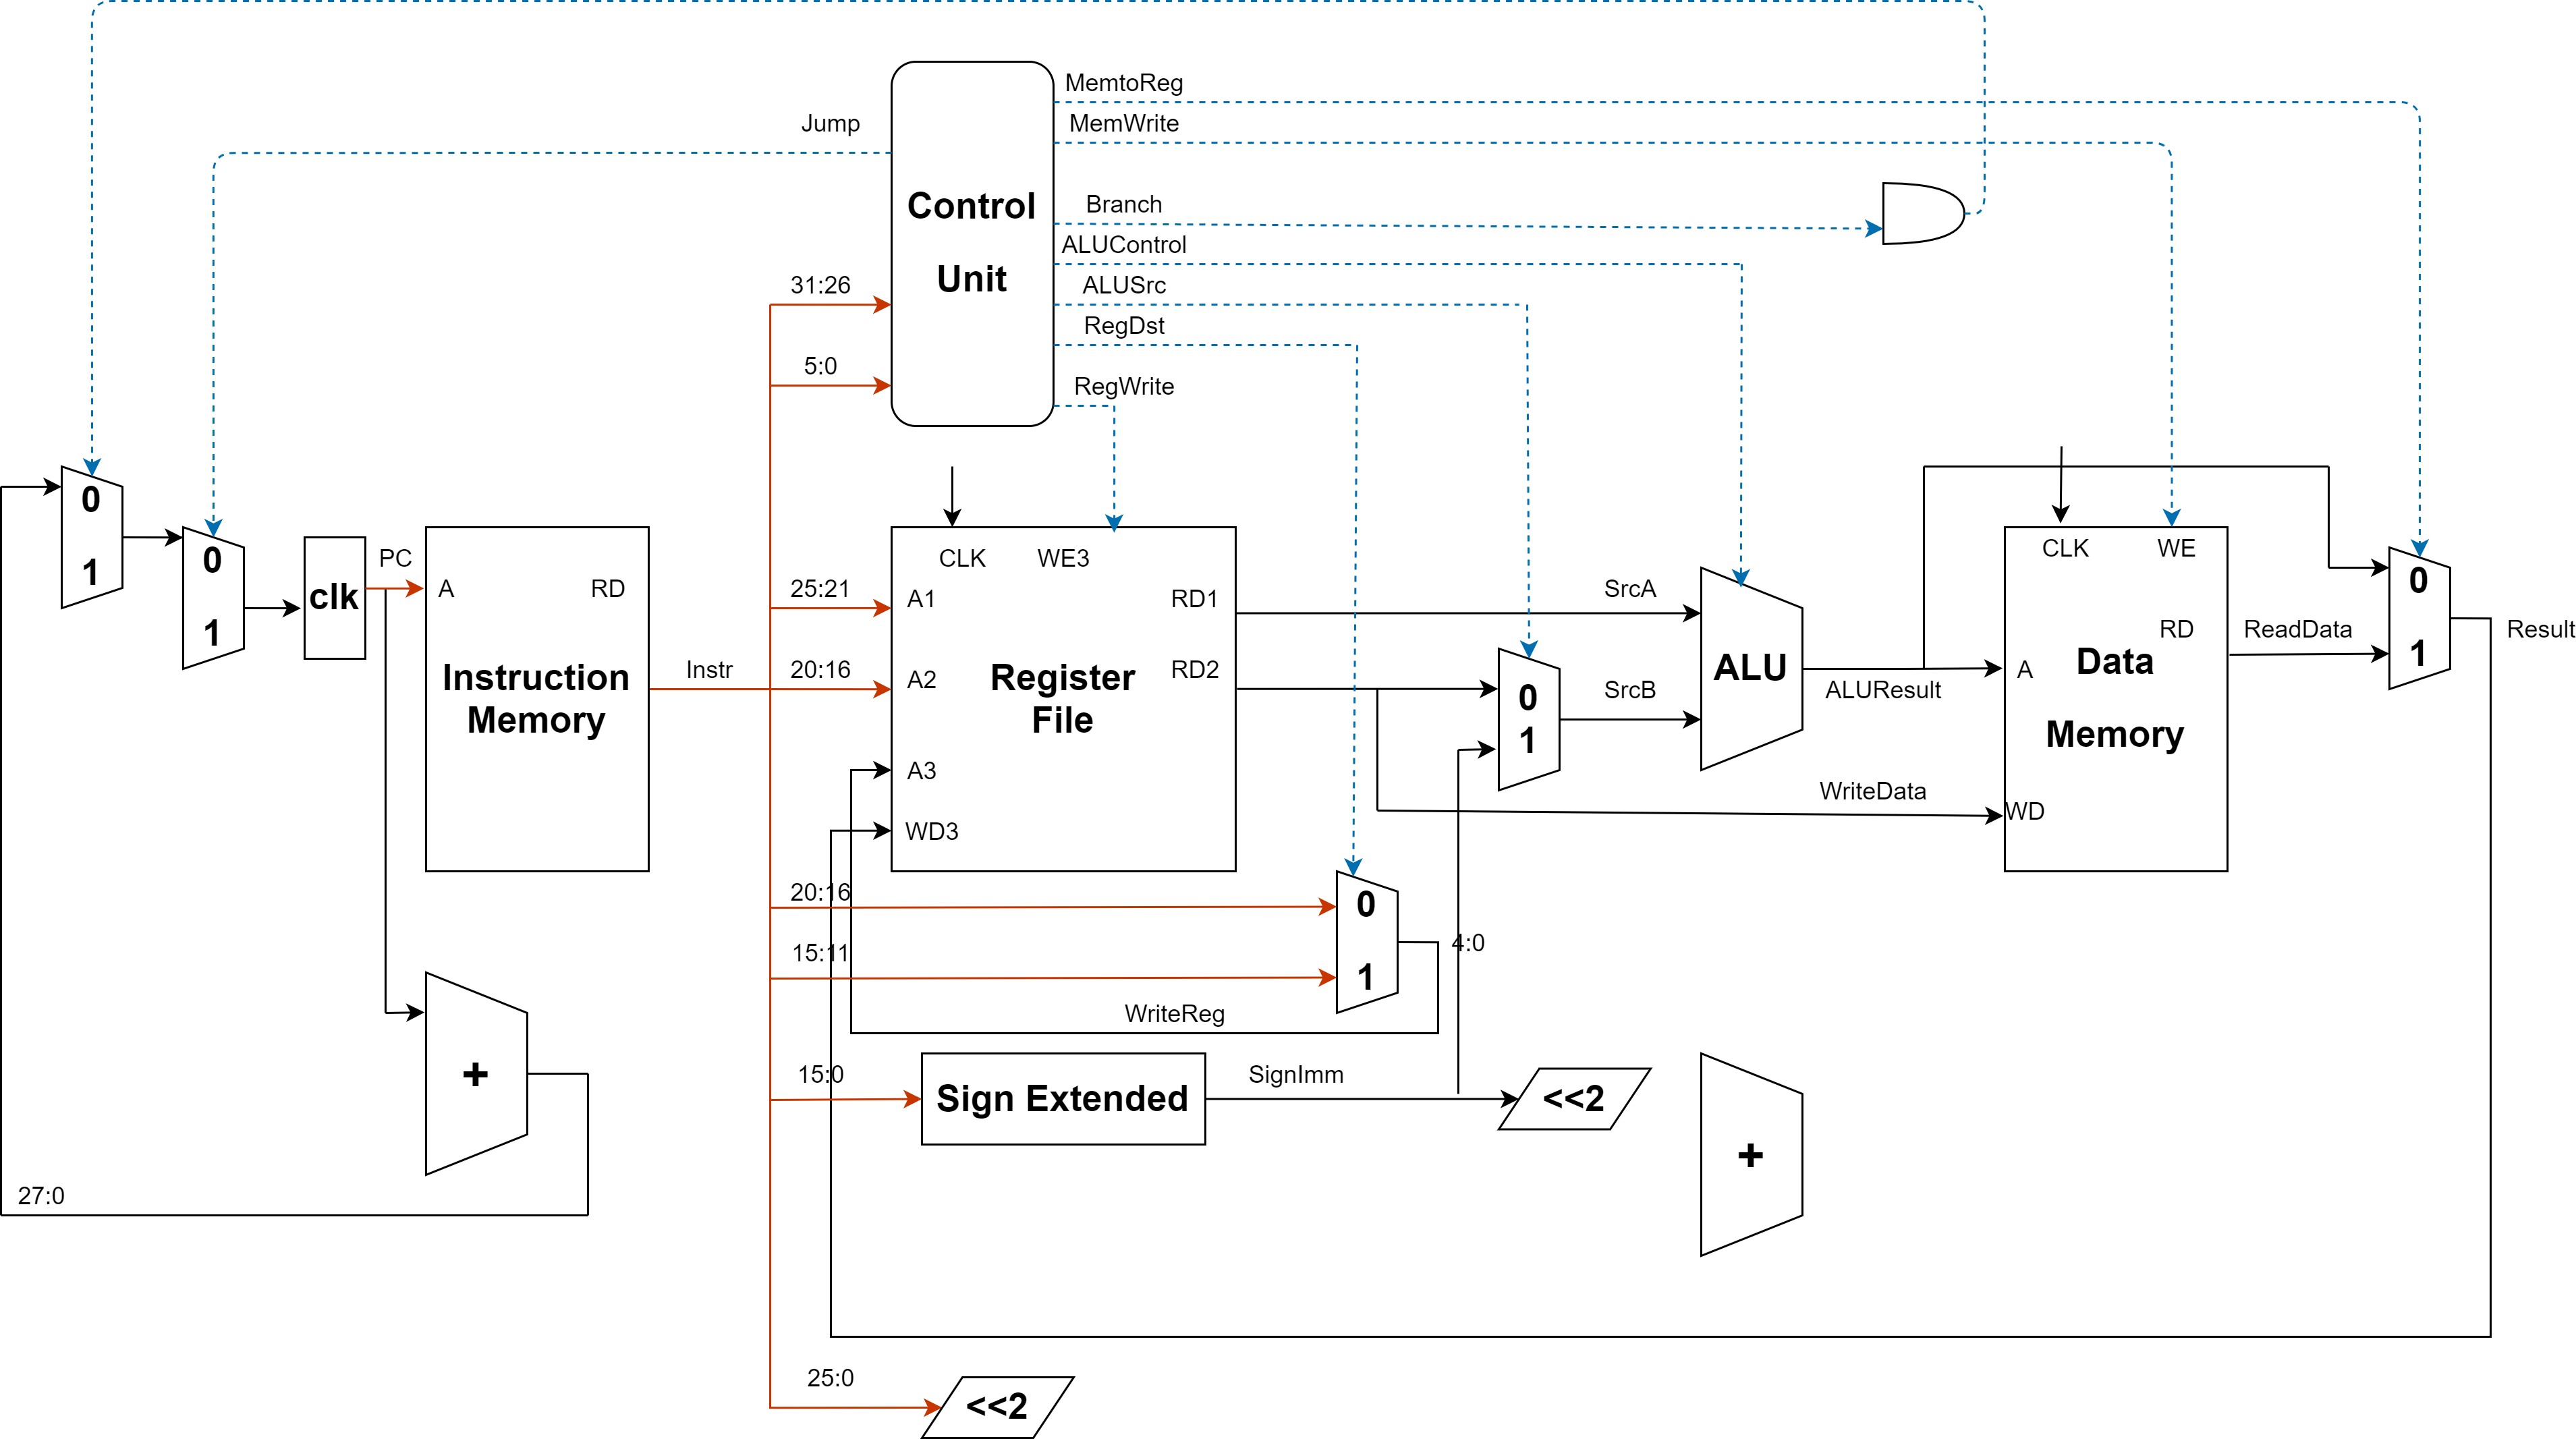 MemtoReg
Jump
MemWrite
Control
Unit
Branch
ALUControl
31:26
ALUSrc
RegDst
5:0
RegWrite
0
1
0
1
clk
PC
A
RD
Instruction
Memory
Instr
25:21
20:16
CLK
WE3
A1
RD1
A2
RD2
Register
File
A3
WD3
SrcA
SrcB
0
1
ALU
ALUResult
WriteData
CLK
WE
RD
A
Data
Memory
WD
ReadData
0
1
Result
20:16
15:11
0
1
4:0
WriteReg
+
27:0
15:0
Sign Extended
SignImm
<<2
+
25:0
<<2